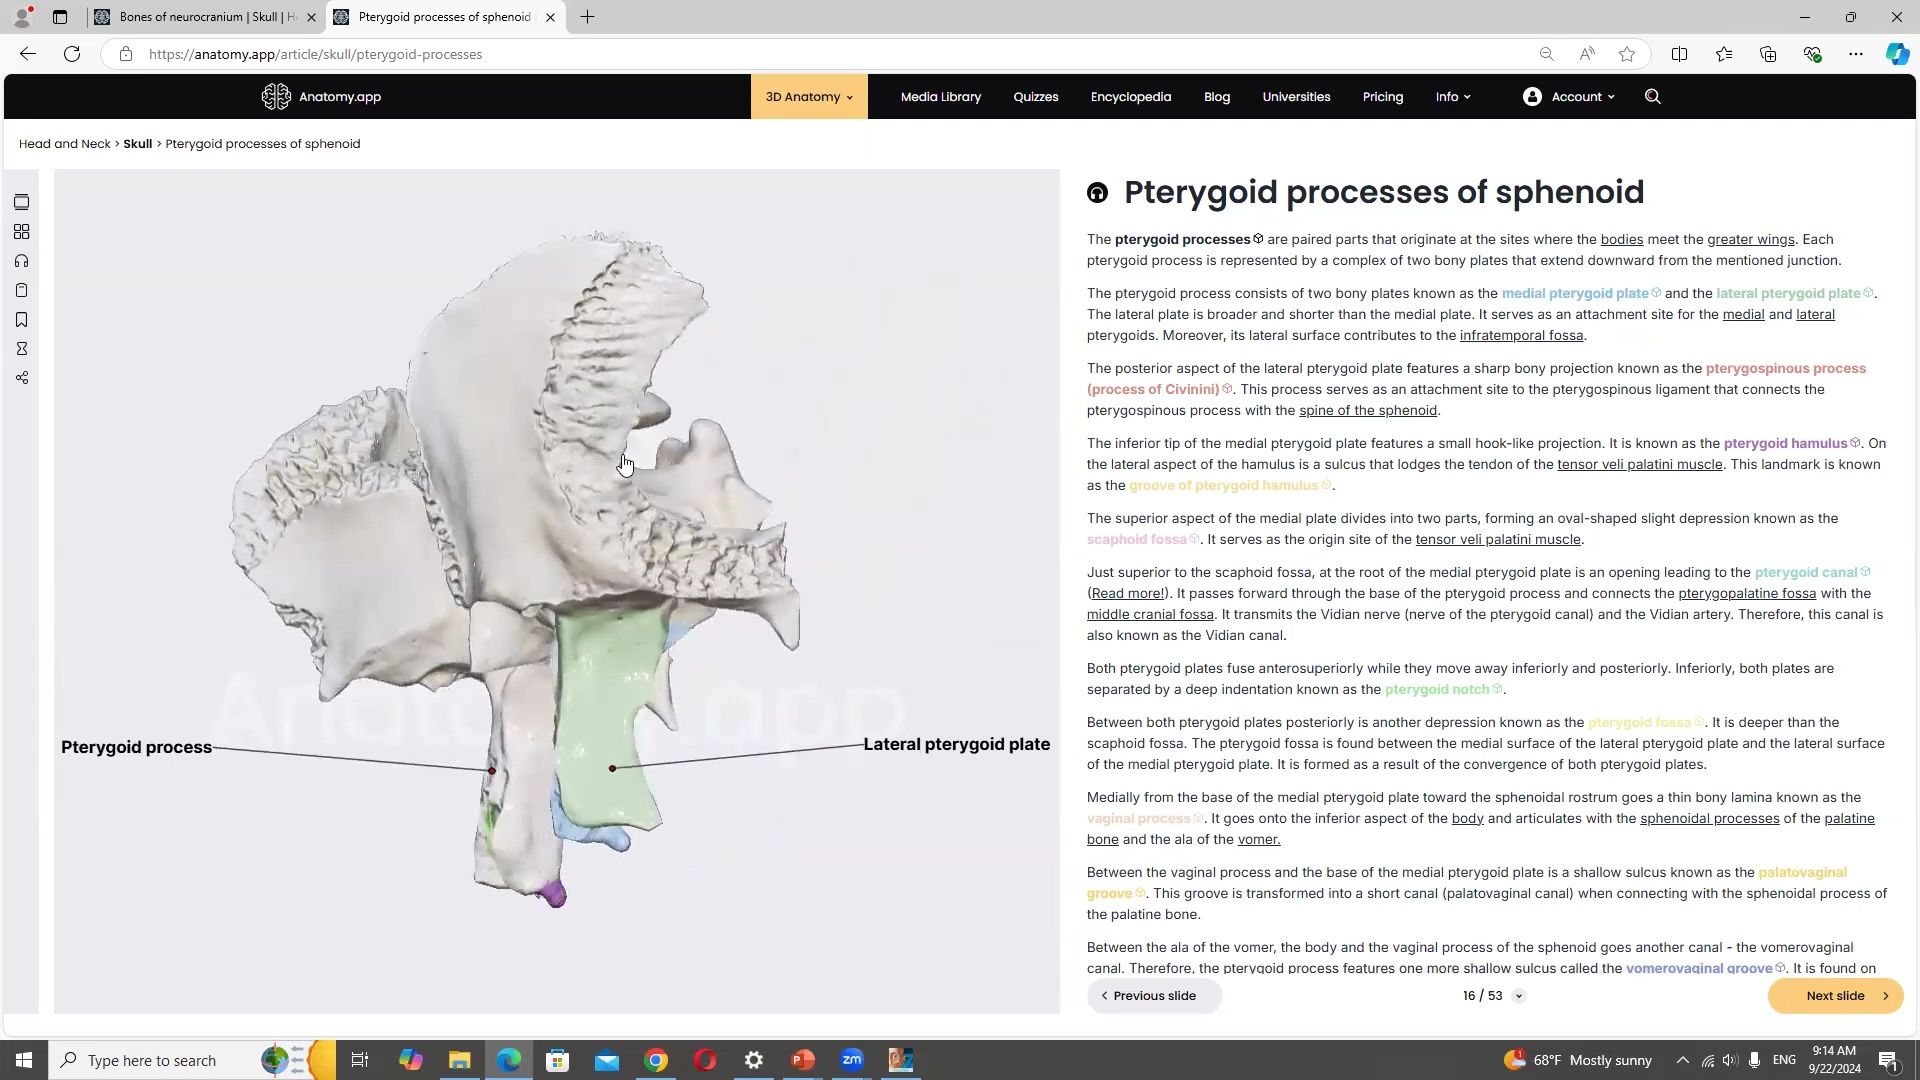 Bones of neurocranium | Skull | H
Pterygoid processes of sphenoid
https://anatomy.app/article/skull/pterygoid-processes
Anatomy.app
3D Anatomy
Media Library
Quizzes
Encyclopedia
Blog
Universities
Pricing
Info
Account
Head and Neck > Skull > Pterygoid processes of sphenoid
Pterygoid process
Lateral pterygoid plate
Pterygoid processes of sphenoid
The pterygoid processes are paired parts that originate at the sites where the bodies meet the greater wings. Each
pterygoid process is represented by a complex of two bony plates that extend downward from the mentioned junction.
The pterygoid process consists of two bony plates known as the medial pterygoid plate and the lateral pterygoid plate.
The lateral plate is broader and shorter than the medial plate. It serves as an attachment site for the medial and lateral
pterygoids. Moreover, its lateral surface contributes to the infratemporal fossa.
The posterior aspect of the lateral pterygoid plate features a sharp bony projection known as the pterygospinous process
(process of Civinini). This process serves as an attachment site to the pterygospinous ligament that connects the
pterygospinous process with the spine of the sphenoid.
The inferior tip of the medial pterygoid plate features a small hook-like projection. It is known as the pterygoid hamulus. On
the lateral aspect of the hamulus is a sulcus that lodges the tendon of the tensor veli palatini muscle. This landmark is known
as the groove of pterygoid hamulus.
The superior aspect of the medial plate divides into two parts, forming an oval-shaped slight depression known as the
scaphoid fossa. It serves as the origin site of the tensor veli palatini muscle.
Just superior to the scaphoid fossa, at the root of the medial pterygoid plate is an opening leading to the pterygoid canal
(Read more!). It passes forward through the base of the pterygoid process and connects the pterygopalatine fossa with the
middle cranial fossa. It transmits the Vidian nerve (nerve of the pterygoid canal) and the Vidian artery. Therefore, this canal is
also known as the Vidian canal.
Both pterygoid plates fuse anterosuperiorly while they move away inferiorly and posteriorly. Inferiorly, both plates are
separated by a deep indentation known as the pterygoid notch.
Between both pterygoid plates posteriorly is another depression known as the pterygoid fossa. It is deeper than the
scaphoid fossa. The pterygoid fossa is found between the medial surface of the lateral pterygoid plate and the lateral surface
of the medial pterygoid plate. It is formed as a result of the convergence of both pterygoid plates.
Medially from the base of the medial pterygoid plate toward the sphenoidal rostrum goes a thin bony lamina known as the
vaginal process. It goes onto the inferior aspect of the body and articulates with the sphenoidal processes of the palatine
bone and the ala of the vomer.
Between the vaginal process and the base of the medial pterygoid plate is a shallow sulcus known as the palatovaginal
groove. This groove is transformed into a short canal (palatovaginal canal) when connecting with the sphenoidal process of
the palatine bone.
Between the ala of the vomer, the body and the vaginal process of the sphenoid goes another canal - the vomerovaginal
canal. Therefore, the pterygoid process features one more shallow sulcus called the vomerovaginal groove. It is found on
Previous slide
16 / 53
Next slide
Type here to search
zm
1
68°F Mostly sunny
ENG
9:14 AM
9/22/2024
1